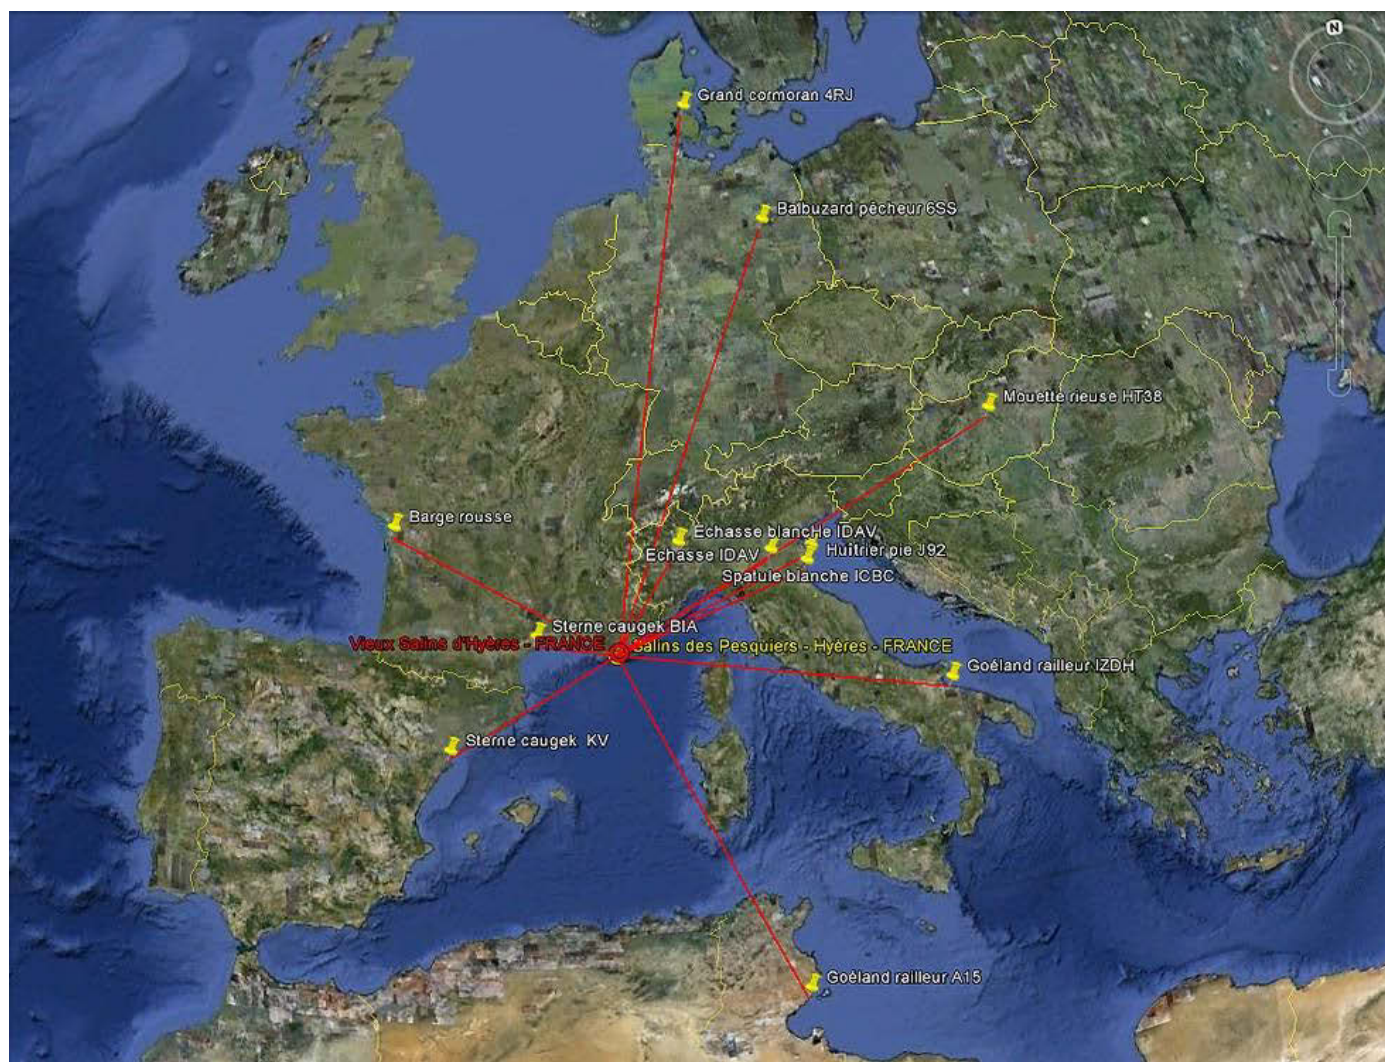 N
Grand cormoran 4RJ
Balbuzard pêcheur 6SS
Mouette rieuse HT38
Barge rousse
Echasse blanche IDAV
Echasse IDAV
Huitrier pie J92
Spatule blanche ICBC
Sterne caugek BIA
Vieux Salins d'Hyères - FRANCE
Salins des Pesquiers - Hyères - FRANCE
Goéland railleur IZDH
Sterne caugek KV
Goéland railleur A15